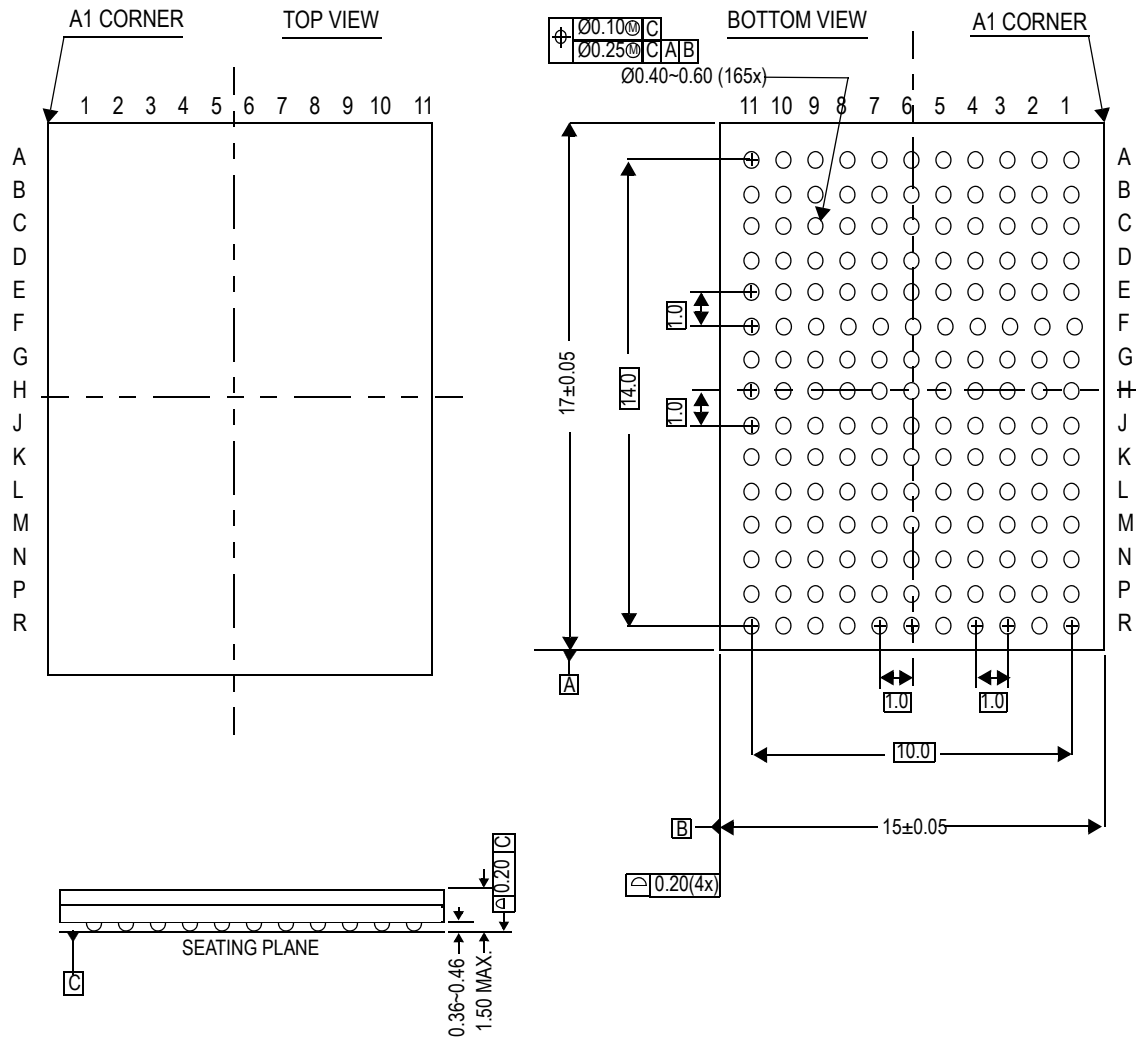 A1 CORNER
TOP VIEW
1 2 3 4 5 6 7 8 9 10 11
A
B
C
D
E
F
G
H
J
K
L
M
N
P
R
Ø0.10Ⓜ C
Ø0.25Ⓜ C A B
BOTTOM VIEW
A1 CORNER
Ø0.40~0.60 (165x)
11 10 9 8 7 6 5 4 3 2 1
A
B
C
D
E
F
G
H
J
K
L
M
N
P
R
1.0
1.0
14.0
17±0.05
A
1.0
1.0
10.0
B
15±0.05
0.20(4x)
0.20 C
SEATING PLANE
C
0.36~0.46
1.50 MAX.